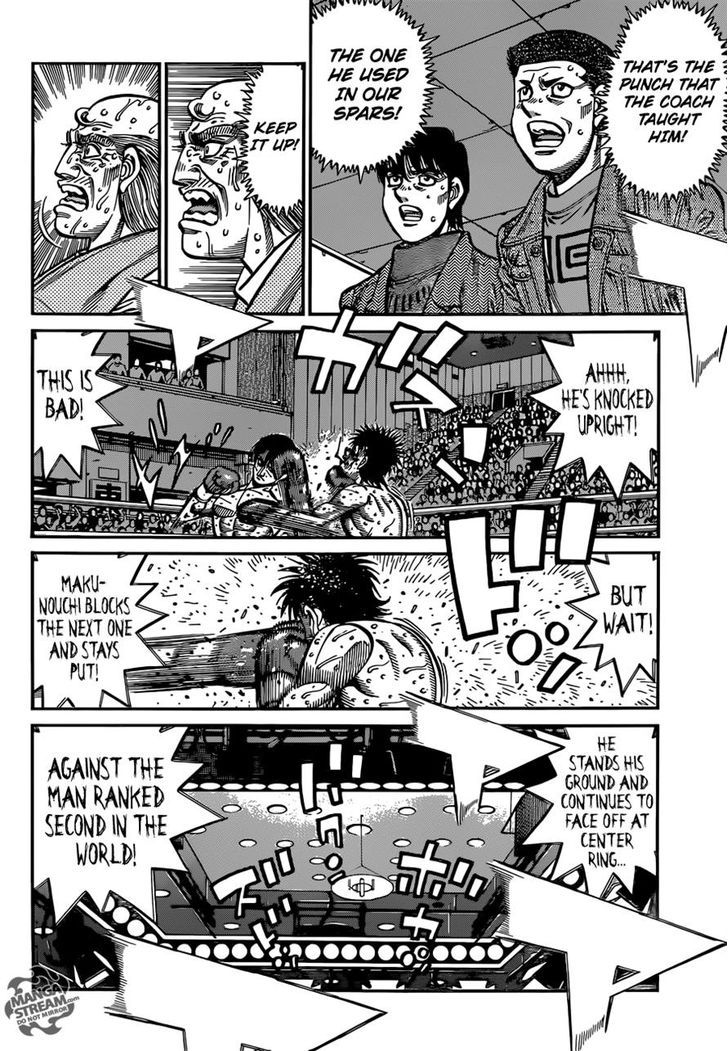 THAT'S THE
PUNCH THAT
THE COACH
TAUGHT
HIM!
THE ONE
HE USED
IN OUR
SPARS!
KEEP
IT UP!
AHHH,
HE'S KNOCKED
UPRIGHT!
THIS IS
BAD!
東
BUT
WAIT!
MAKU-
NOUCHI BLOCKS
THE NEXT ONE
AND STAYS
PUT!
HE
STANDS HIS
GROUND AND
CONTINUES TO
FACE OFF AT
CENTER
RING...
AGAINST THE
MAN RANKED
SECOND IN THE
WORLD!
MANGA
STREAM.com
DO NOT MIRROR